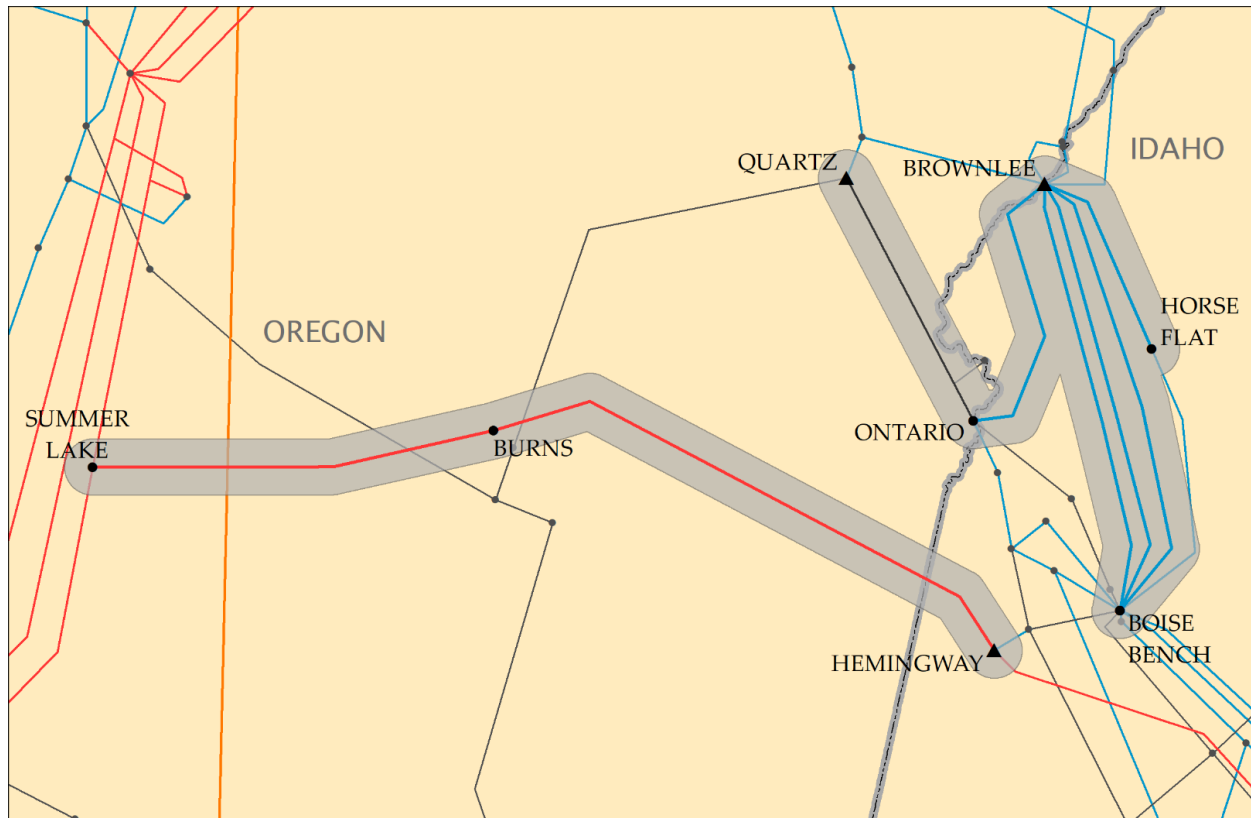 IDAHO
QUARTZ
BROWNLEE
HORSE
FLAT
OREGON
SUMMER
LAKE
BURNS
ONTARIO
BOISE
BENCH
HEMINGWAY